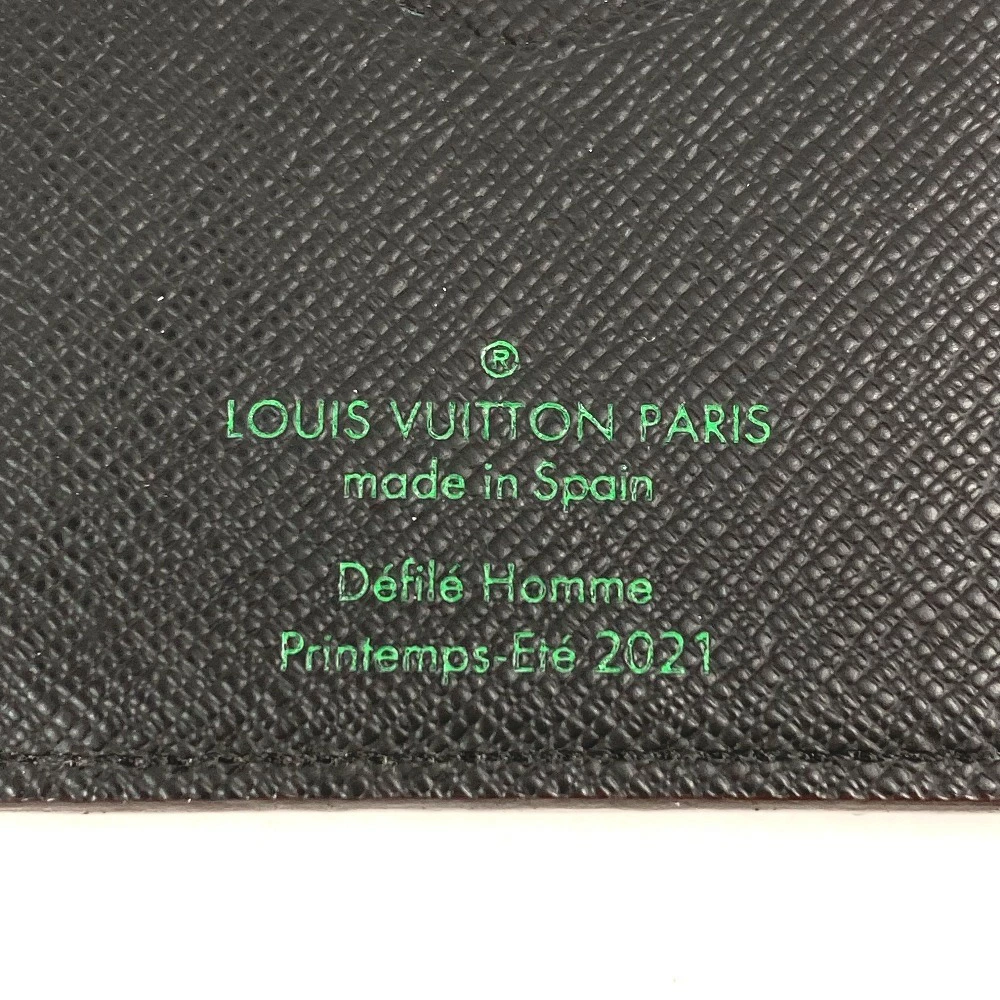 ®
LOUIS VUITTON PARIS
made in Spain
Défilé Homme
Printemps-Eté 2021